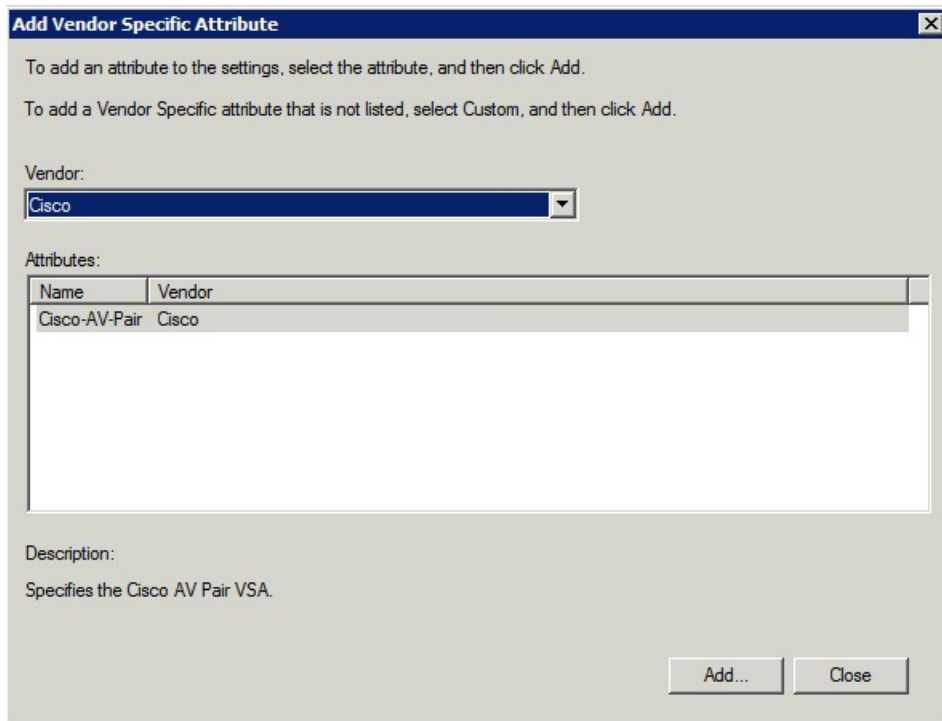 Add Vendor Specific Attribute
To add an attribute to the settings, select the attribute, and then click Add.
To add a Vendor Specific attribute that is not listed, select Custom, and then click Add.
Vendor:
Cisco
Attributes:
Name Vendor
Cisco-AV-Pair Cisco
Description:
Specifies the Cisco AV Pair VSA.
Add... Close